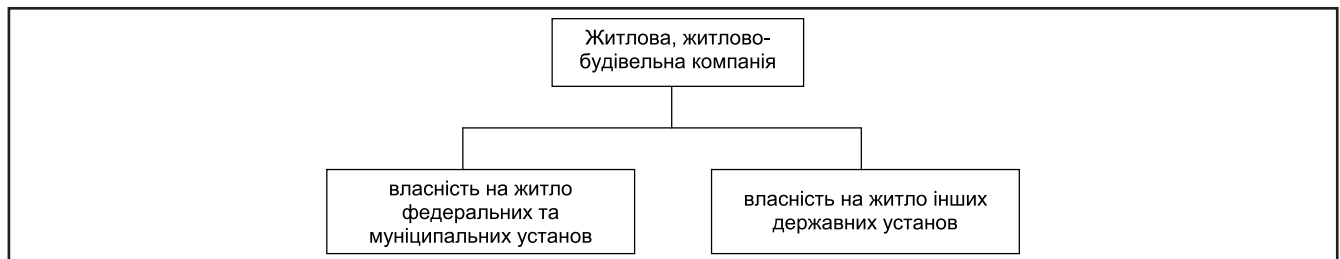 Житлова, житлово-
будівельна компанія
власність на житло
федеральних та
муніципальних установ
власність на житло інших
державних установ